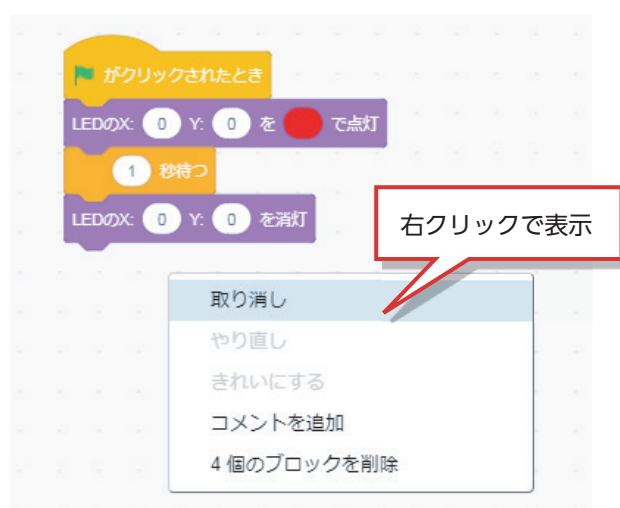 がクリックされたとき
LEDのX: 0 Y: 0 を で点灯
1 秒待つ
LEDのX: 0 Y: 0 を消灯
右クリックで表示
取り消し
やり直し
きれいにする
コメントを追加
4 個のブロックを削除